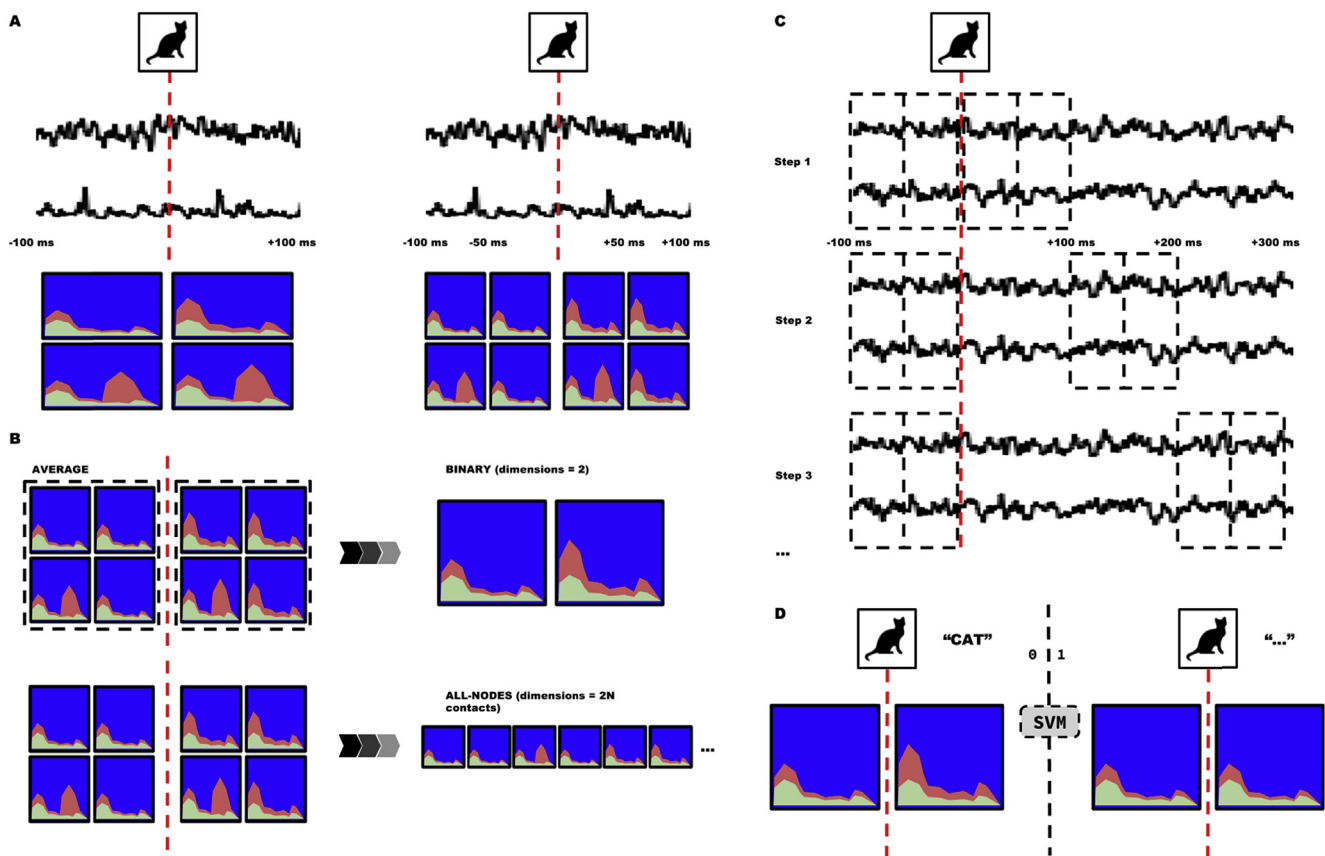 A
-100 ms
+100 ms
-100 ms
-50 ms
+50 ms
+100 ms
B
AVERAGE
BINARY (dimensions = 2)
ALL-NODES (dimensions = 2N
contacts)
...
C
Step 1
-100 ms
+100 ms
+200 ms
+300 ms
Step 2
Step 3
...
D
“CAT”
0
1
“...”
SVM